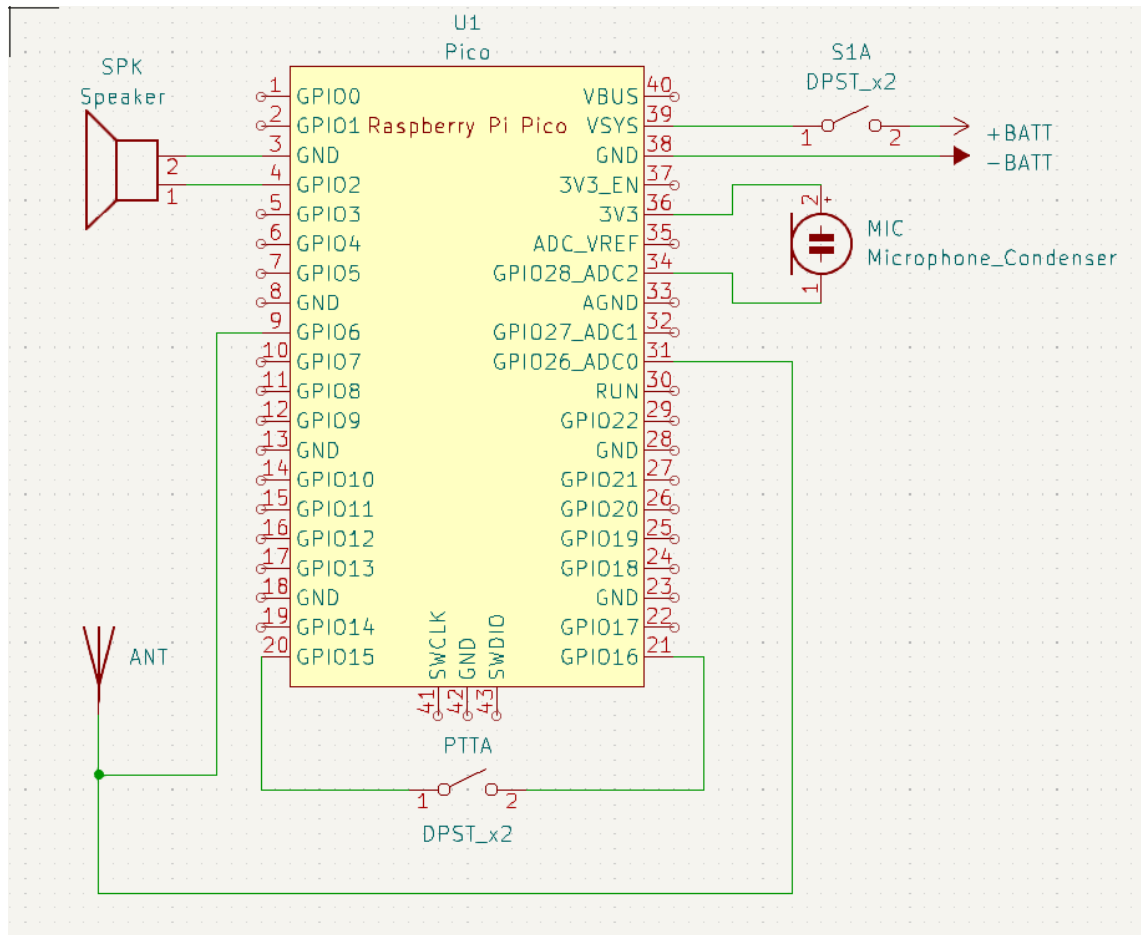 U1
Pico
SPK
Speaker
S1A
DPST_x2
Raspberry Pi Pico
1 GPIO0
2 GPIO1
3 GND
4 GPIO2
5 GPIO3
6 GPIO4
7 GPIO5
8 GND
9 GPIO6
10 GPIO7
11 GPIO8
12 GPIO9
13 GND
14 GPIO10
15 GPIO11
16 GPIO12
17 GPIO13
18 GND
19 GPIO14
20 GPIO15
VBUS 40
VSYS 39
GND 38
3V3_EN 37
3V3 36
ADC_VREF 35
GPIO28_ADC2 34
AGND 33
GPIO27_ADC1 32
GPIO26_ADC0 31
RUN 30
GPIO22 29
GND 28
GPIO21 27
GPIO20 26
GPIO19 25
GPIO18 24
GND 23
GPIO17 22
GPIO16 21
SWCLK 41
GND 42
SWDIO 43
2
1
1 2
+BATT
-BATT
2 +
MIC
Microphone_Condenser
1
ANT
PTTA
1 2
DPST_x2